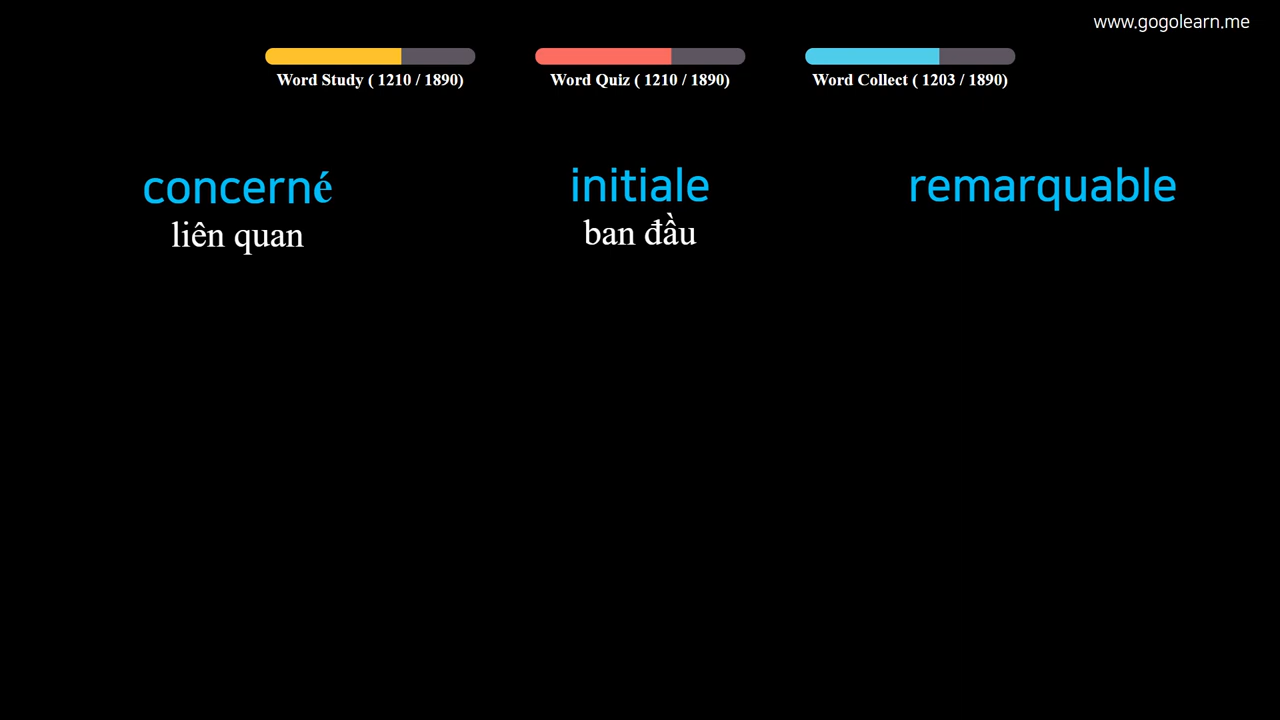 www.gogolearn.me
Word Study ( 1210 / 1890)
Word Quiz ( 1210 / 1890)
Word Collect ( 1203 / 1890)
concerné
initiale
remarquable
liên quan
ban đầu